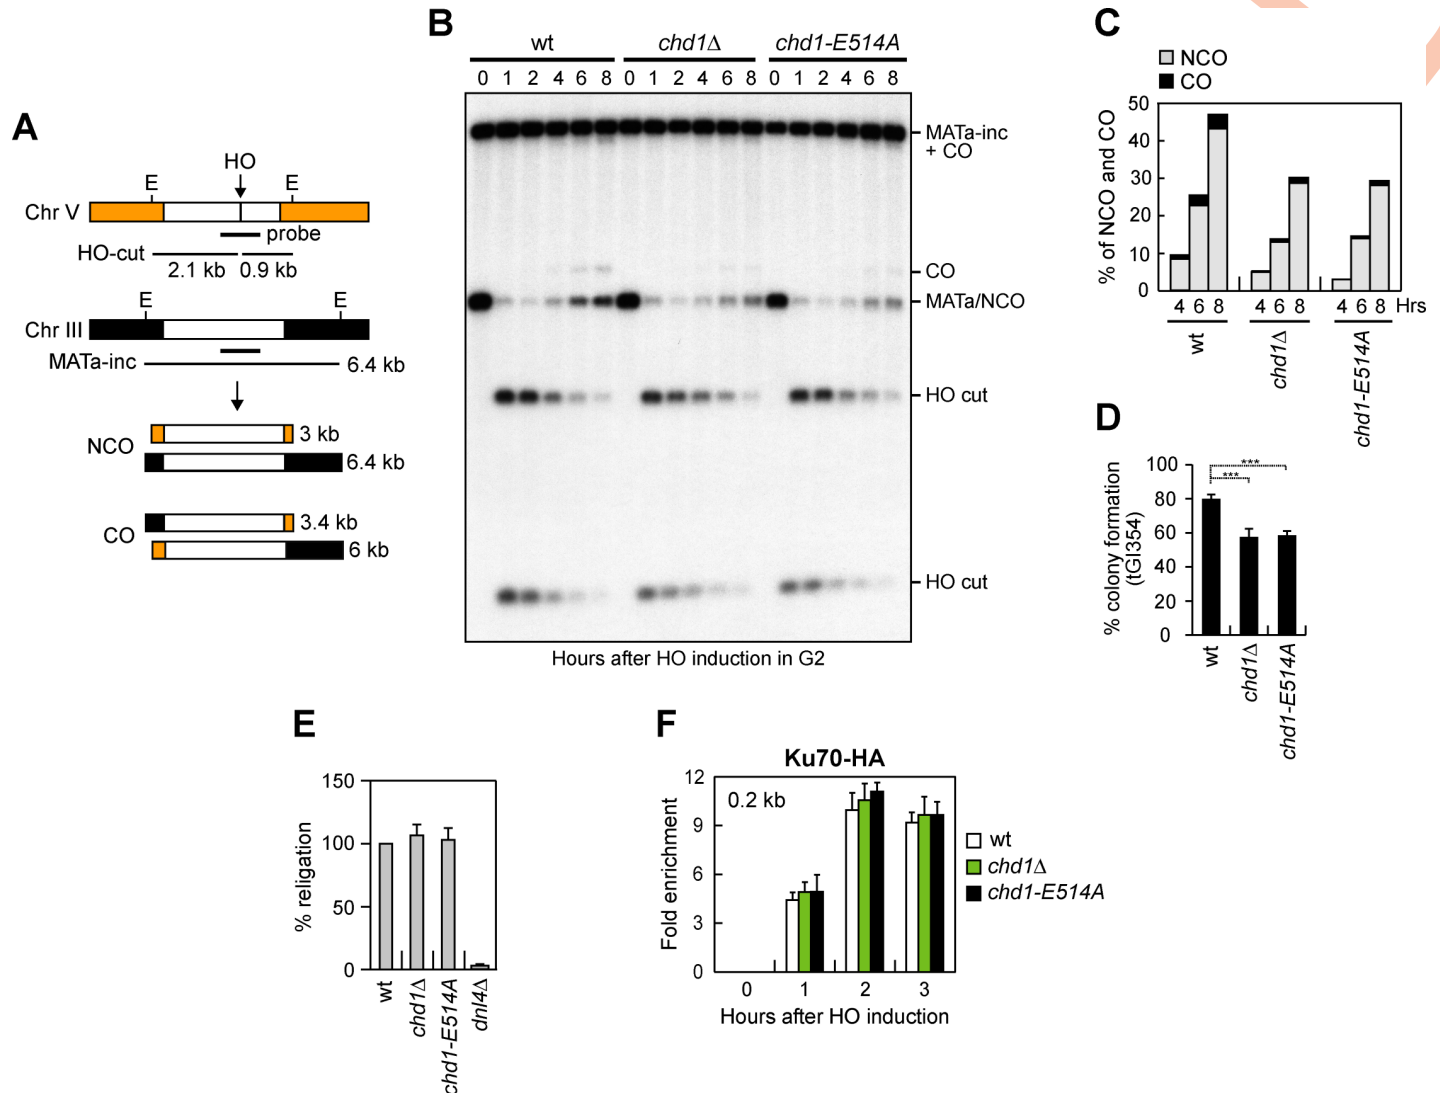 A
HO
E E
Chr V
probe
HO-cut
2.1 kb 0.9 kb
E E
Chr III
MATa-inc 6.4 kb
NCO
3 kb
6.4 kb
CO
3.4 kb
6 kb
B
wt chd1Δ chd1-E514A
0 1 2 4 6 8 0 1 2 4 6 8 0 1 2 4 6 8
MATa-inc
+ CO
CO
MATa/NCO
HO cut
HO cut
Hours after HO induction in G2
C
NCO
CO
% of NCO and CO
50
40
30
20
10
0
4 6 8 4 6 8 4 6 8 Hrs
wt chd1Δ chd1-E514A
D
% colony formation
(tGI354)
100
80
60
40
20
0
***
***
wt chd1Δ chd1-E514A
E
% religation
150
100
50
0
wt chd1Δ chd1-E514A dnl4Δ
F
Ku70-HA
0.2 kb
Fold enrichment
12
9
6
3
0
0 1 2 3
Hours after HO induction
wt
chd1Δ
chd1-E514A